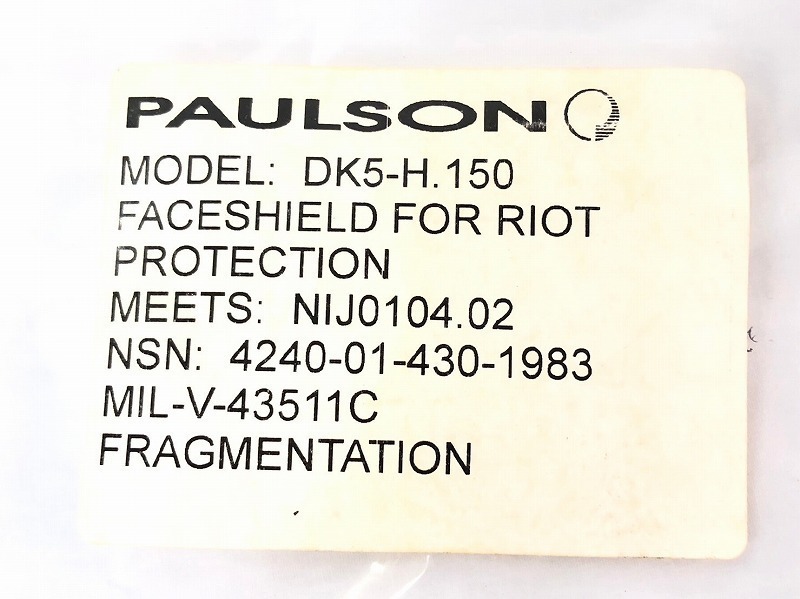 PAULSON
MODEL: DK5-H.150
FACESHIELD FOR RIOT
PROTECTION
MEETS: NIJ0104.02
NSN: 4240-01-430-1983
MIL-V-43511C
FRAGMENTATION